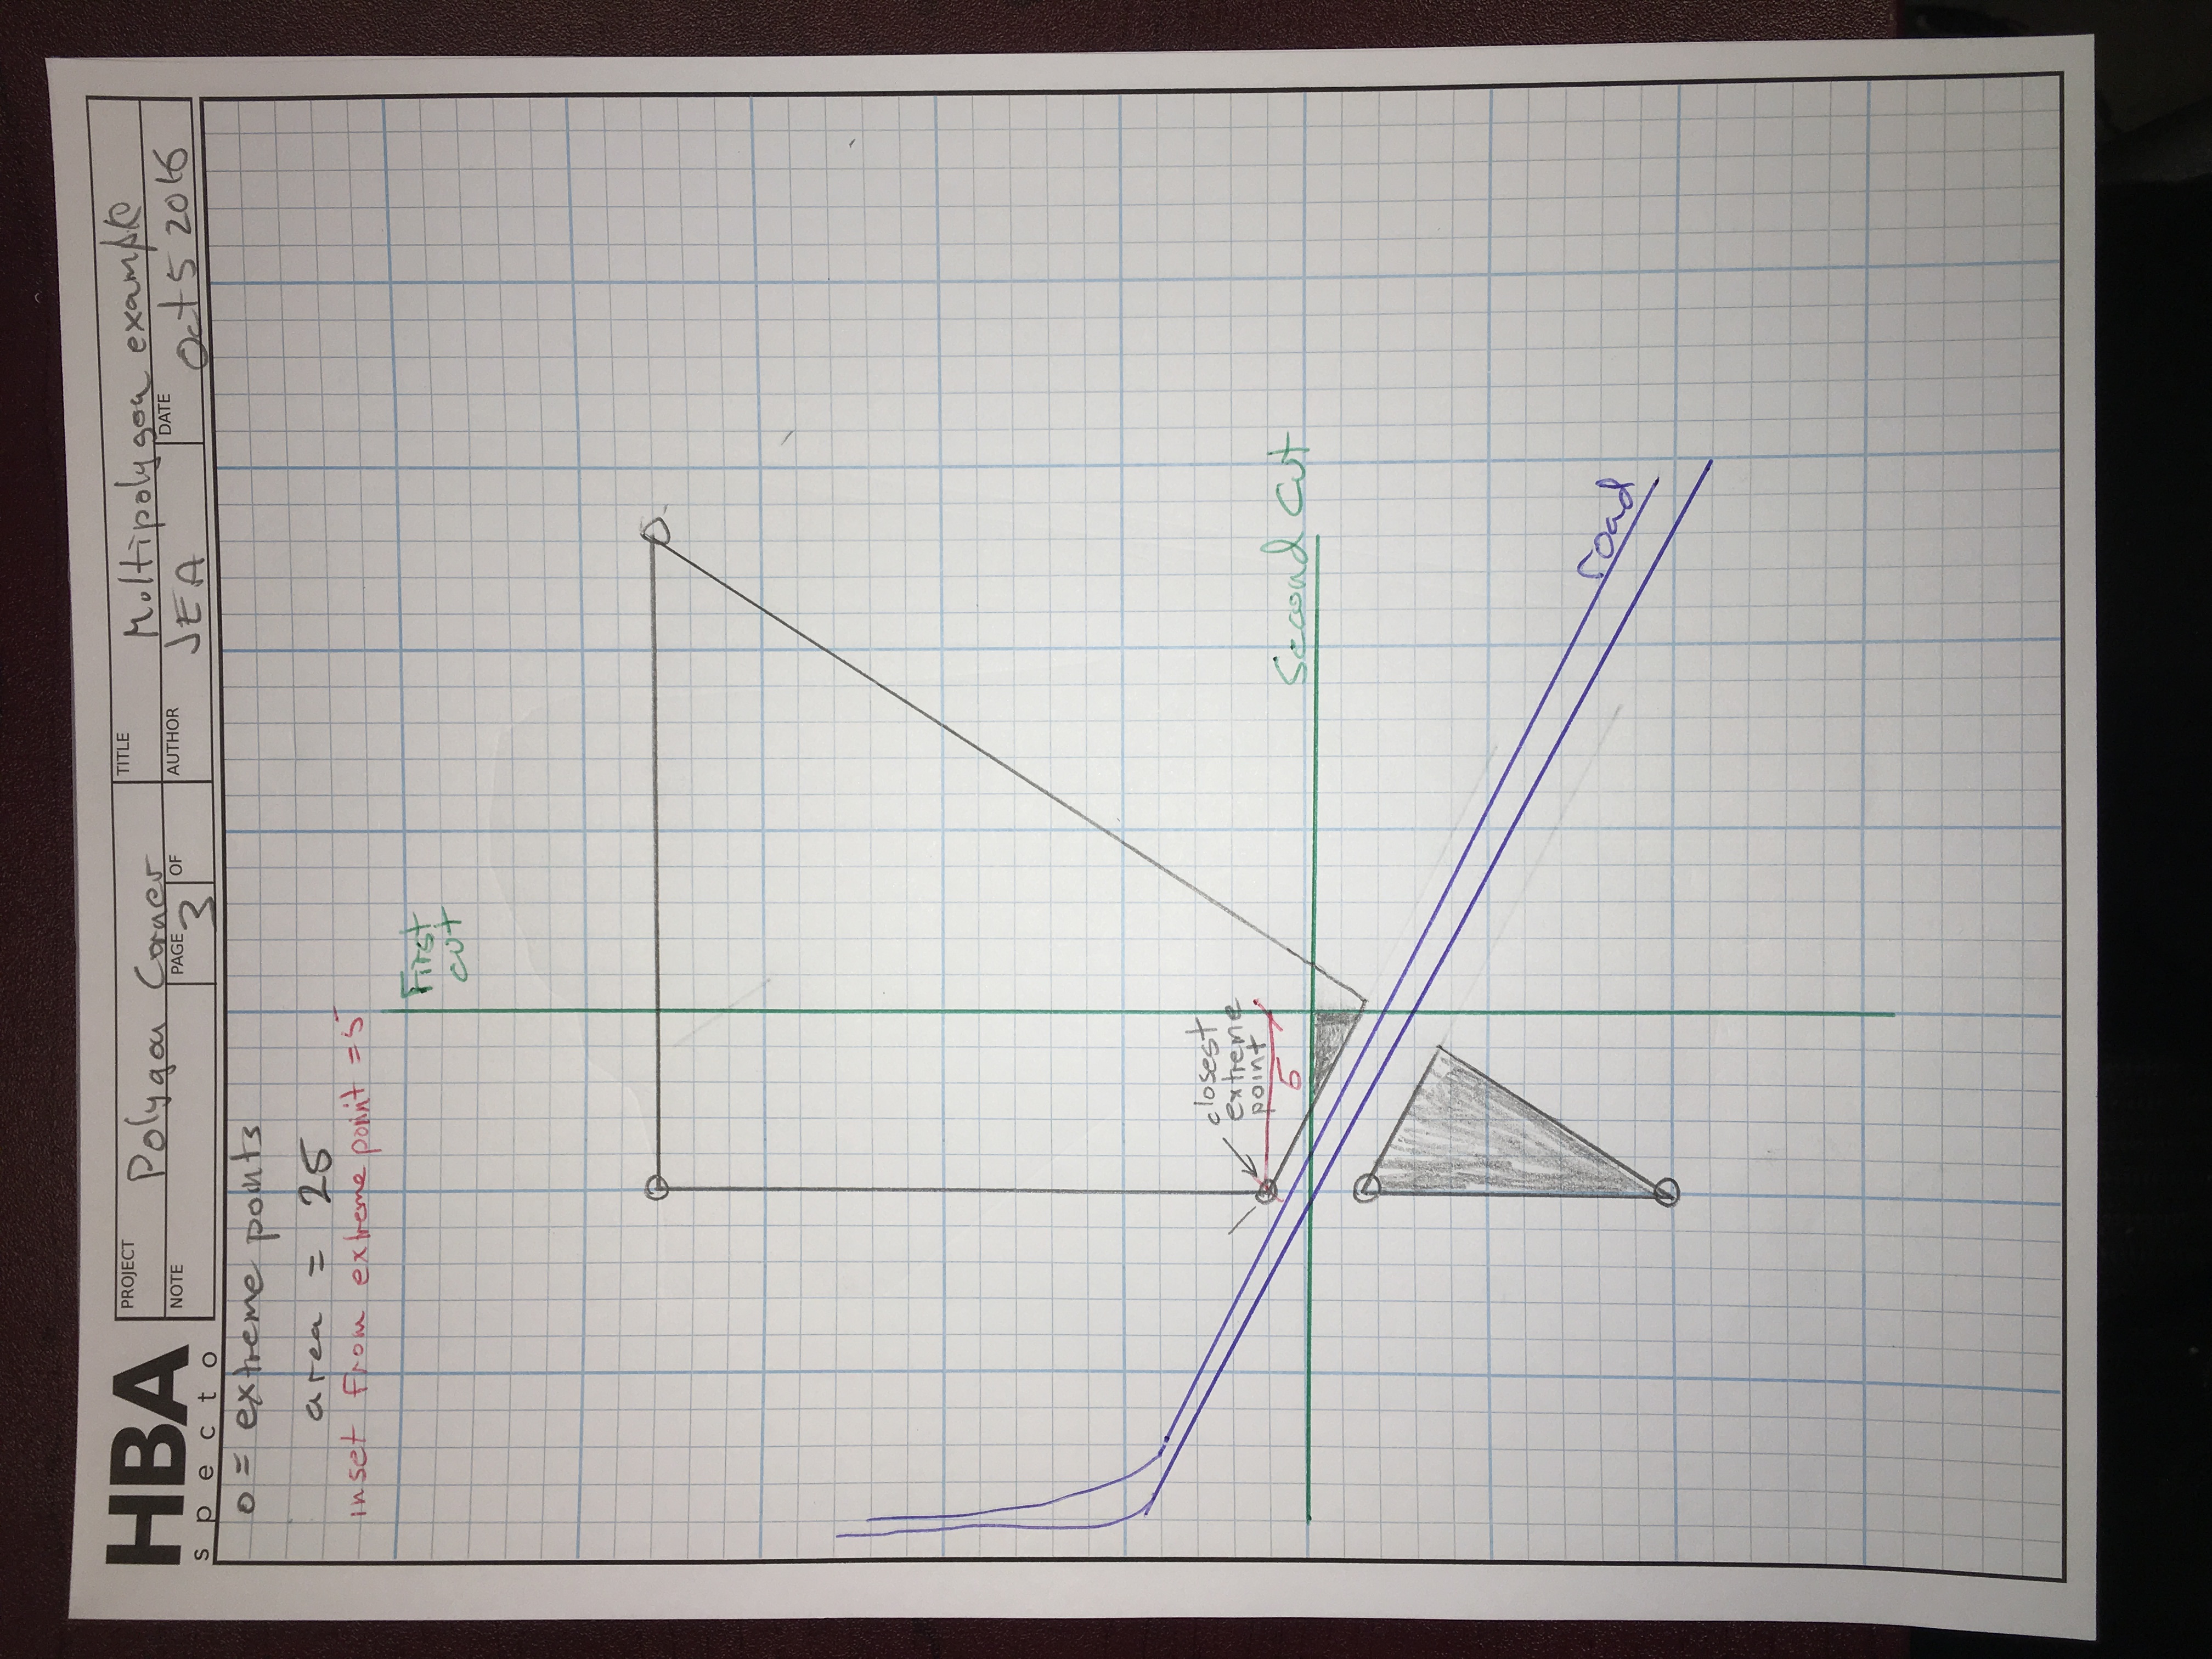 HBA
specto
PROJECT Polygon Corner
TITLE Multipolygon example
NOTE
PAGE 3 OF
AUTHOR JEA
DATE Oct 5 2016
o = extreme points
area = 25
inset from extreme point = 5
First
cut
closest
extreme
point
5
Second Cut
road